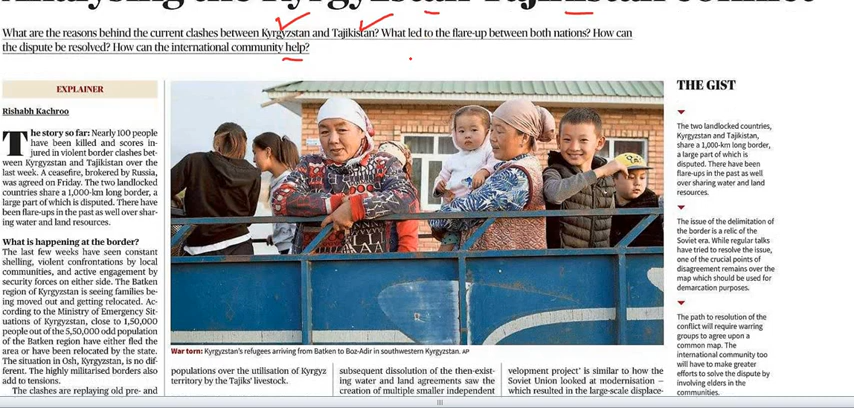 Analysing the Kyrgyzstan-Tajikistan conflict
What are the reasons behind the current clashes between Kyrgyzstan and Tajikistan? What led to the flare-up between both nations? How can
the dispute be resolved? How can the international community help?
EXPLAINER
Rishabh Kachroo
The story so far: Nearly 100 people
have been killed and scores in-
jured in violent border clashes bet-
ween Kyrgyzstan and Tajikistan over the
last week. A ceasefire, brokered by Russia,
was agreed on Friday. The two landlocked
countries share a 1,000-km long border, a
large part of which is disputed. There have
been flare-ups in the past as well over shar-
ing water and land resources.
What is happening at the border?
The last few weeks have seen constant
shelling, violent confrontations by local
communities, and active engagement by
security forces on either side. The Batken
region of Kyrgyzstan is seeing families be-
ing moved out and getting relocated. Ac-
cording to the Ministry of Emergency Sit-
uations of Kyrgyzstan, close to 1,50,000
people out of the 5,50,000 odd population
of the Batken region have either fled the
area or have been relocated by the state.
The situation in Osh, Kyrgyzstan, is no dif-
ferent. The highly militarised borders also
add to tensions.
The clashes are replaying old pre- and
War torn: Kyrgyzstan's refugees arriving from Batken to Boz-Adir in southwestern Kyrgyzstan. AP
populations over the utilisation of Kyrgyz
territory by the Tajiks' livestock.
subsequent dissolution of the then-exist-
ing water and land agreements saw the
creation of multiple smaller independent
velopment project' is similar to how the
Soviet Union looked at modernisation –
which resulted in the large-scale displace-
THE GIST
The two landlocked countries,
Kyrgyzstan and Tajikistan,
share a 1,000-km long border,
a large part of which is
disputed. There have been
flare-ups in the past as well
over sharing water and land
resources.
The issue of the delimitation of
the border is a relic of the
Soviet era. While regular talks
have tried to resolve the issue,
one of the crucial points of
disagreement remains over the
map which should be used for
demarcation purposes.
The path to resolution of the
conflict will require warring
groups to agree upon a
common map. The
international community too
will have to make greater
efforts to solve the dispute by
involving elders in the
communities.